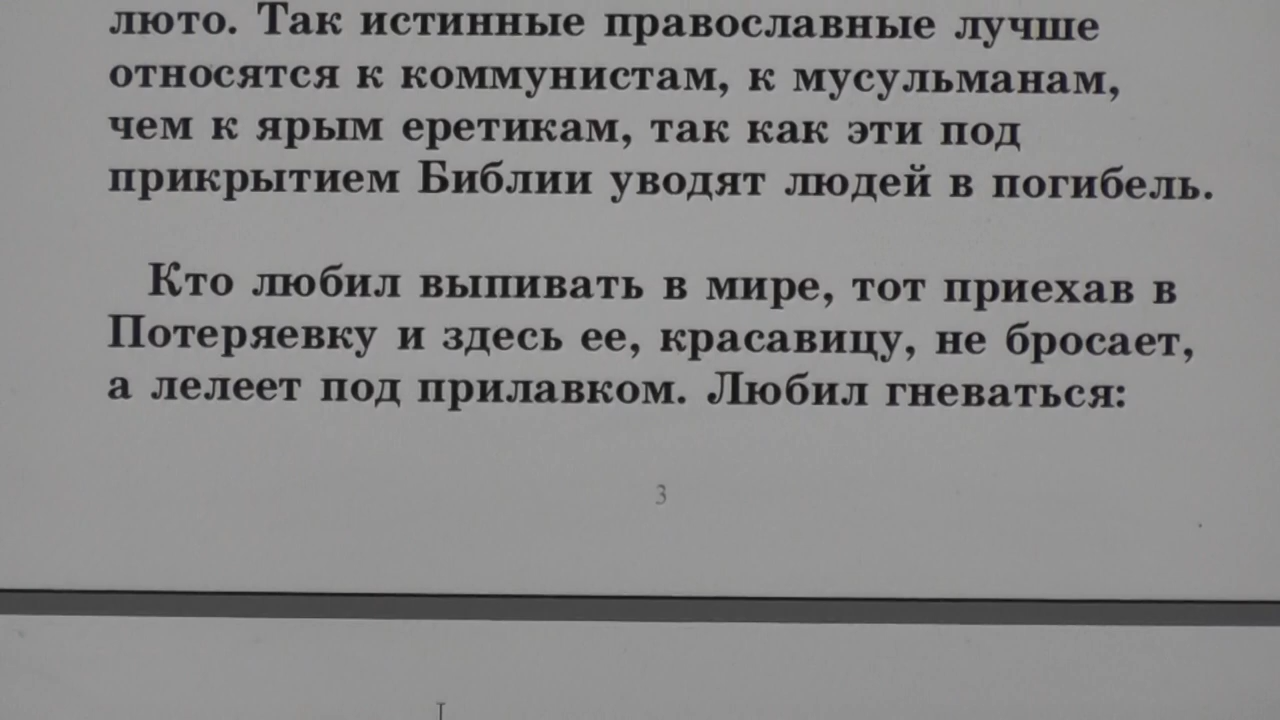 люто. Так истинные православные лучше
относятся к коммунистам, к мусульманам,
чем к ярым еретикам, так как эти под
прикрытием Библии уводят людей в погибель.
Кто любил выпивать в мире, тот приехав в
Потеряевку и здесь ее, красавицу, не бросает,
а лелеет под прилавком. Любил гневаться:
3